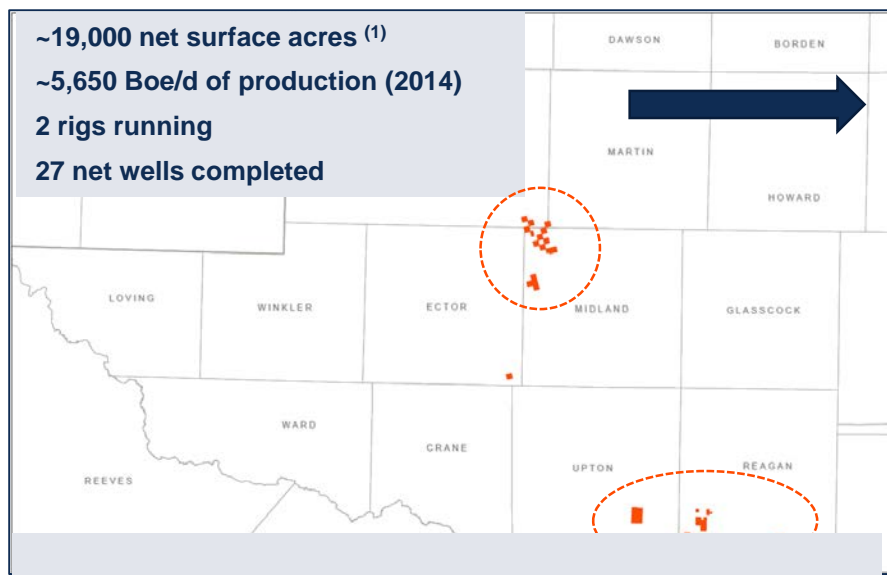 ~19,000 net surface acres (1)
~5,650 Boe/d of production (2014)
2 rigs running
27 net wells completed
DAWSON
BORDEN
MARTIN
HOWARD
LOVING
WINKLER
ECTOR
MIDLAND
GLASSCOCK
WARD
CRANE
UPTON
REAGAN
REEVES